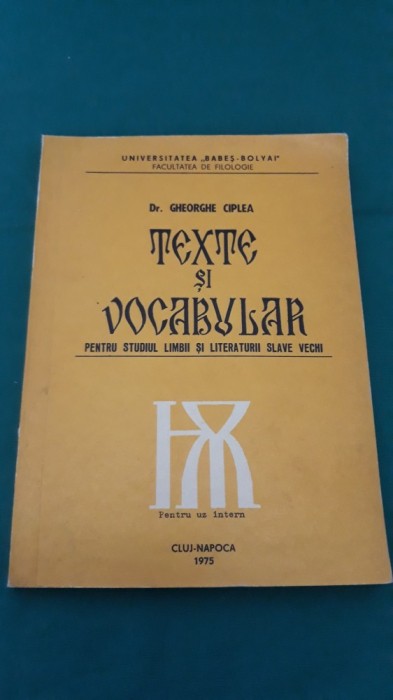 UNIVERSITATEA „BABEȘ-BOLYAI”
FACULTATEA DE FILOLOGIE
Dr. GHEORGHE CIPLEA
TEXTE
ȘI
VOCABULAR
PENTRU STUDIUL LIMBII ȘI LITERATURII SLAVE VECHI
Pentru uz intern
CLUJ-NAPOCA
1975